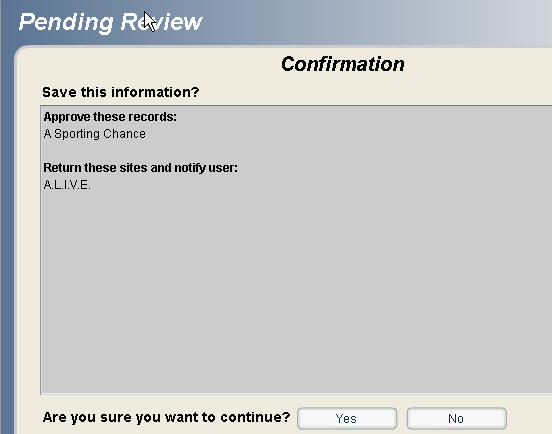 Pending Review
Confirmation
Save this information?
Approve these records:
A Sporting Chance
Return these sites and notify user:
A.L.I.V.E.
Are you sure you want to continue? Yes No